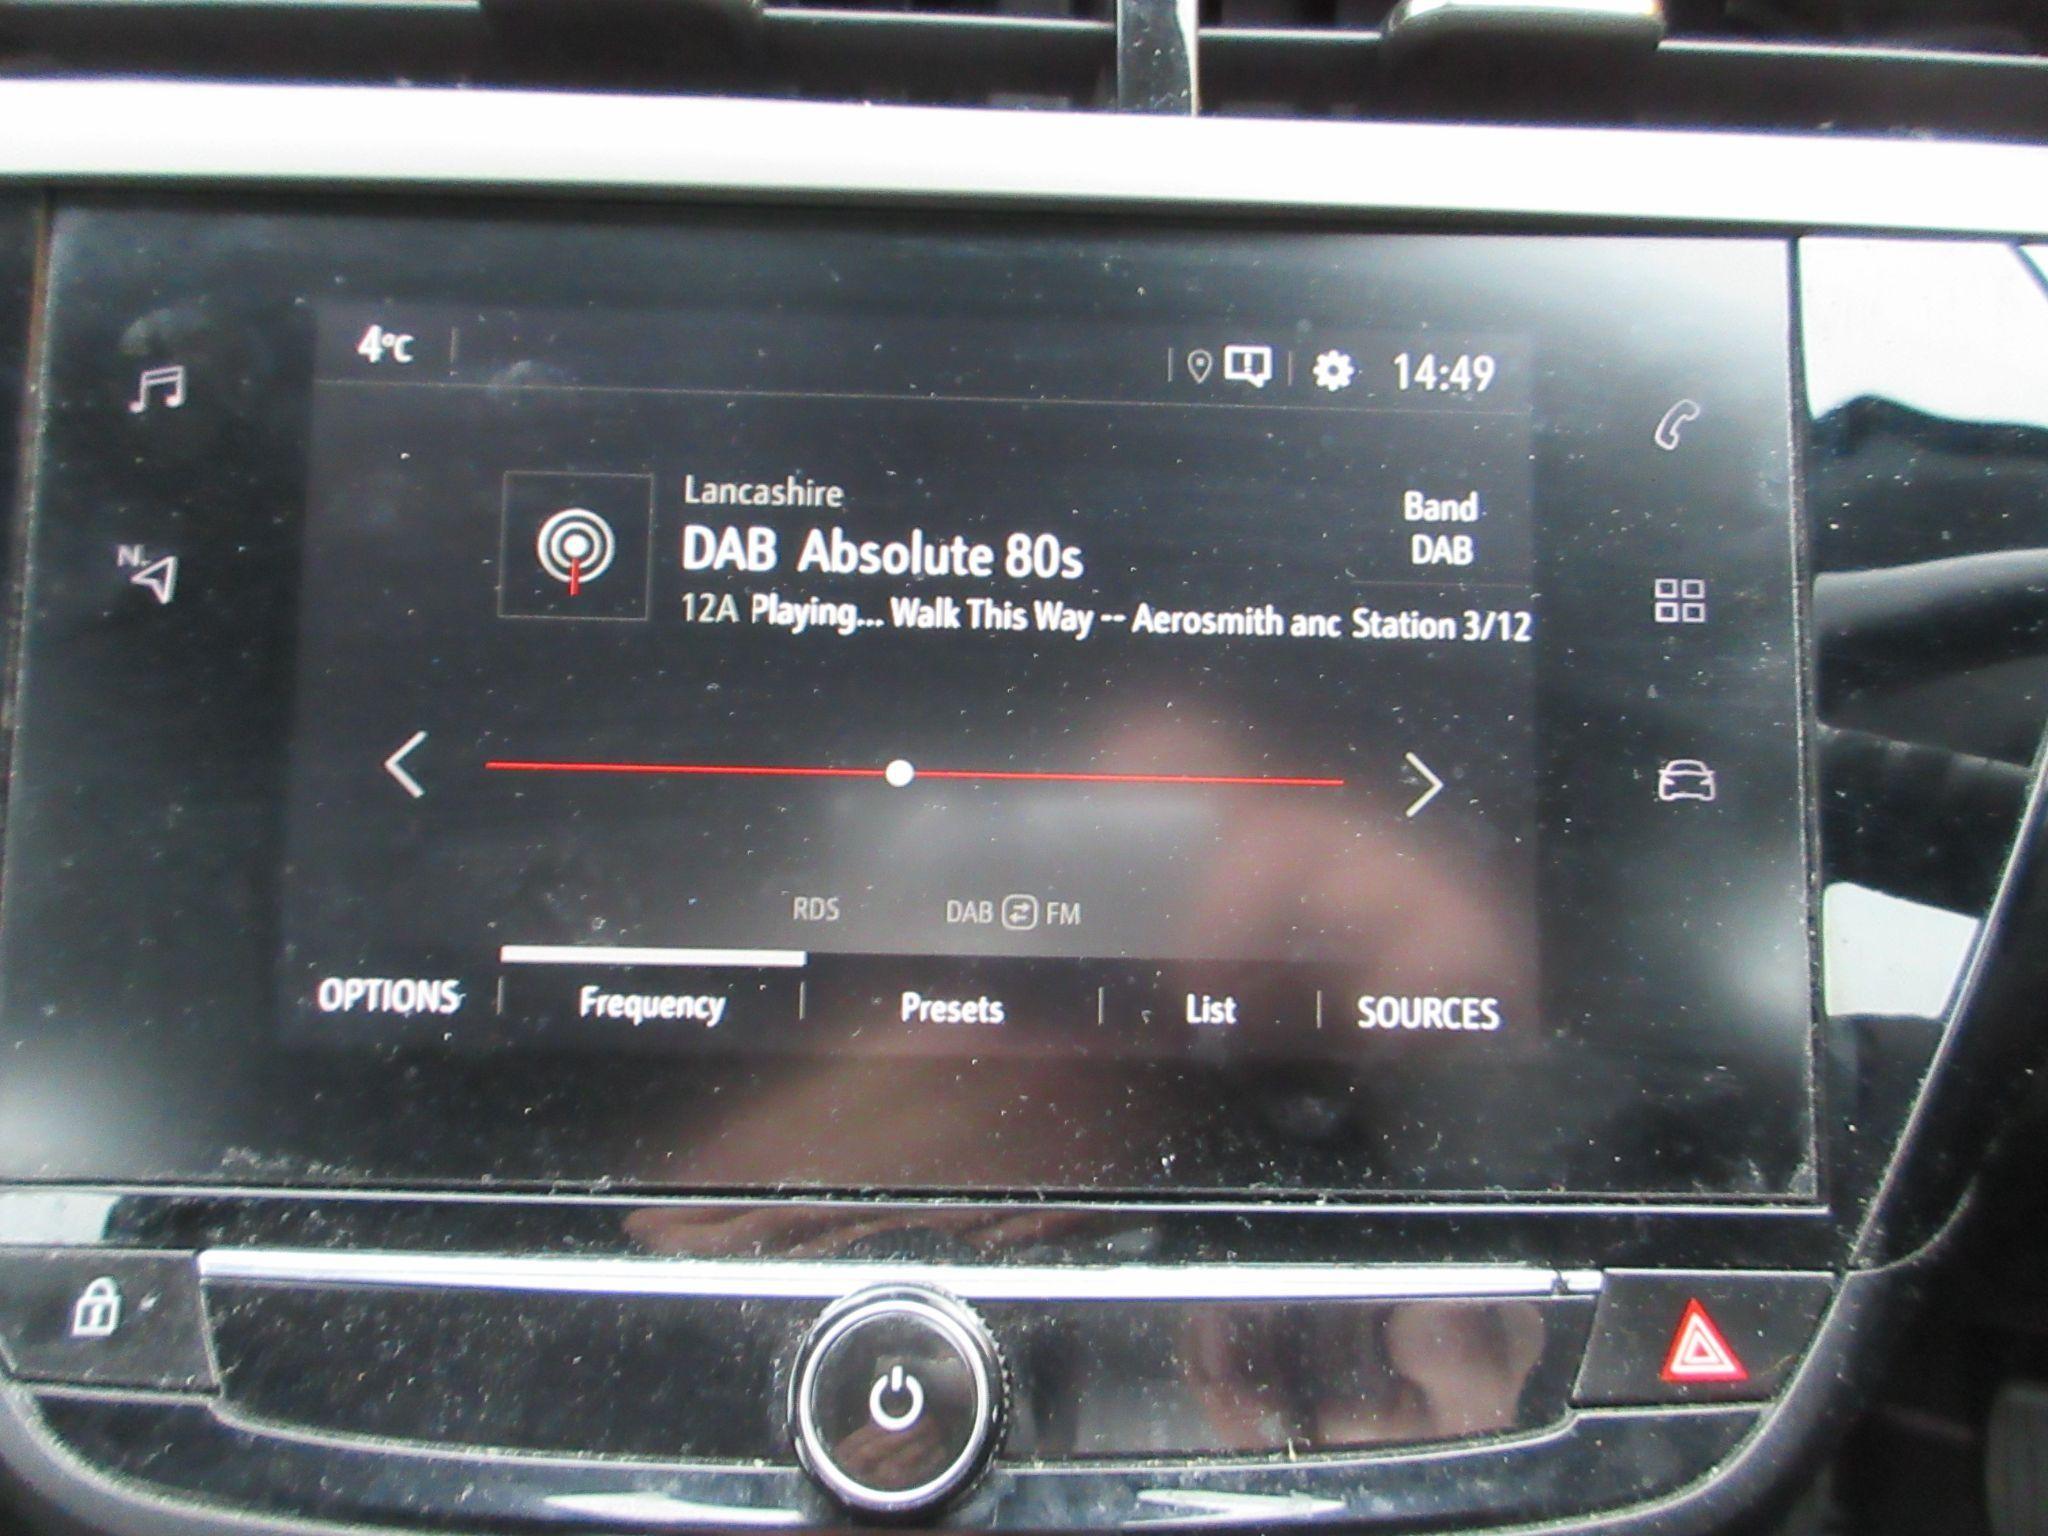 4°C
14:49
Lancashire
Band
DAB Absolute 80s
DAB
12A Playing... Walk This Way -- Aerosmith anc Station 3/12
N
RDS DAB FM
OPTIONS Frequency Presets List SOURCES